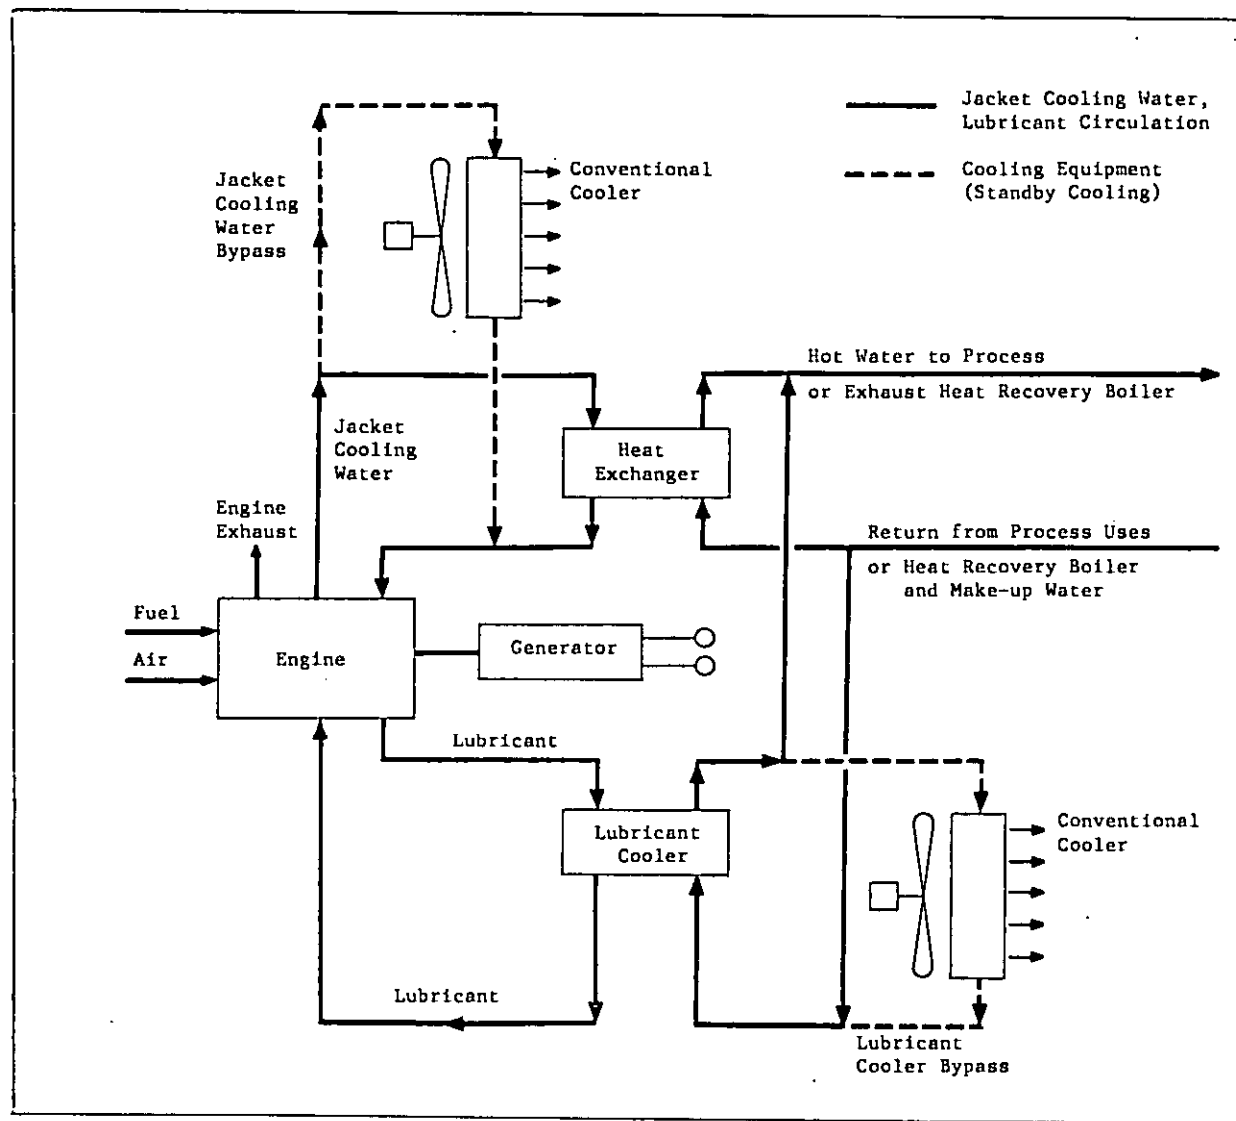 Jacket Cooling Water,
Lubricant Circulation
Cooling Equipment
(Standby Cooling)
Conventional
Cooler
Jacket
Cooling
Water
Bypass
Hot Water to Process
or Exhaust Heat Recovery Boiler
Jacket
Cooling
Water
Heat
Exchanger
Engine
Exhaust
Return from Process Uses
or Heat Recovery Boiler
and Make-up Water
Fuel
Air
Engine
Generator
Lubricant
Lubricant
Cooler
Conventional
Cooler
Lubricant
Lubricant
Cooler Bypass